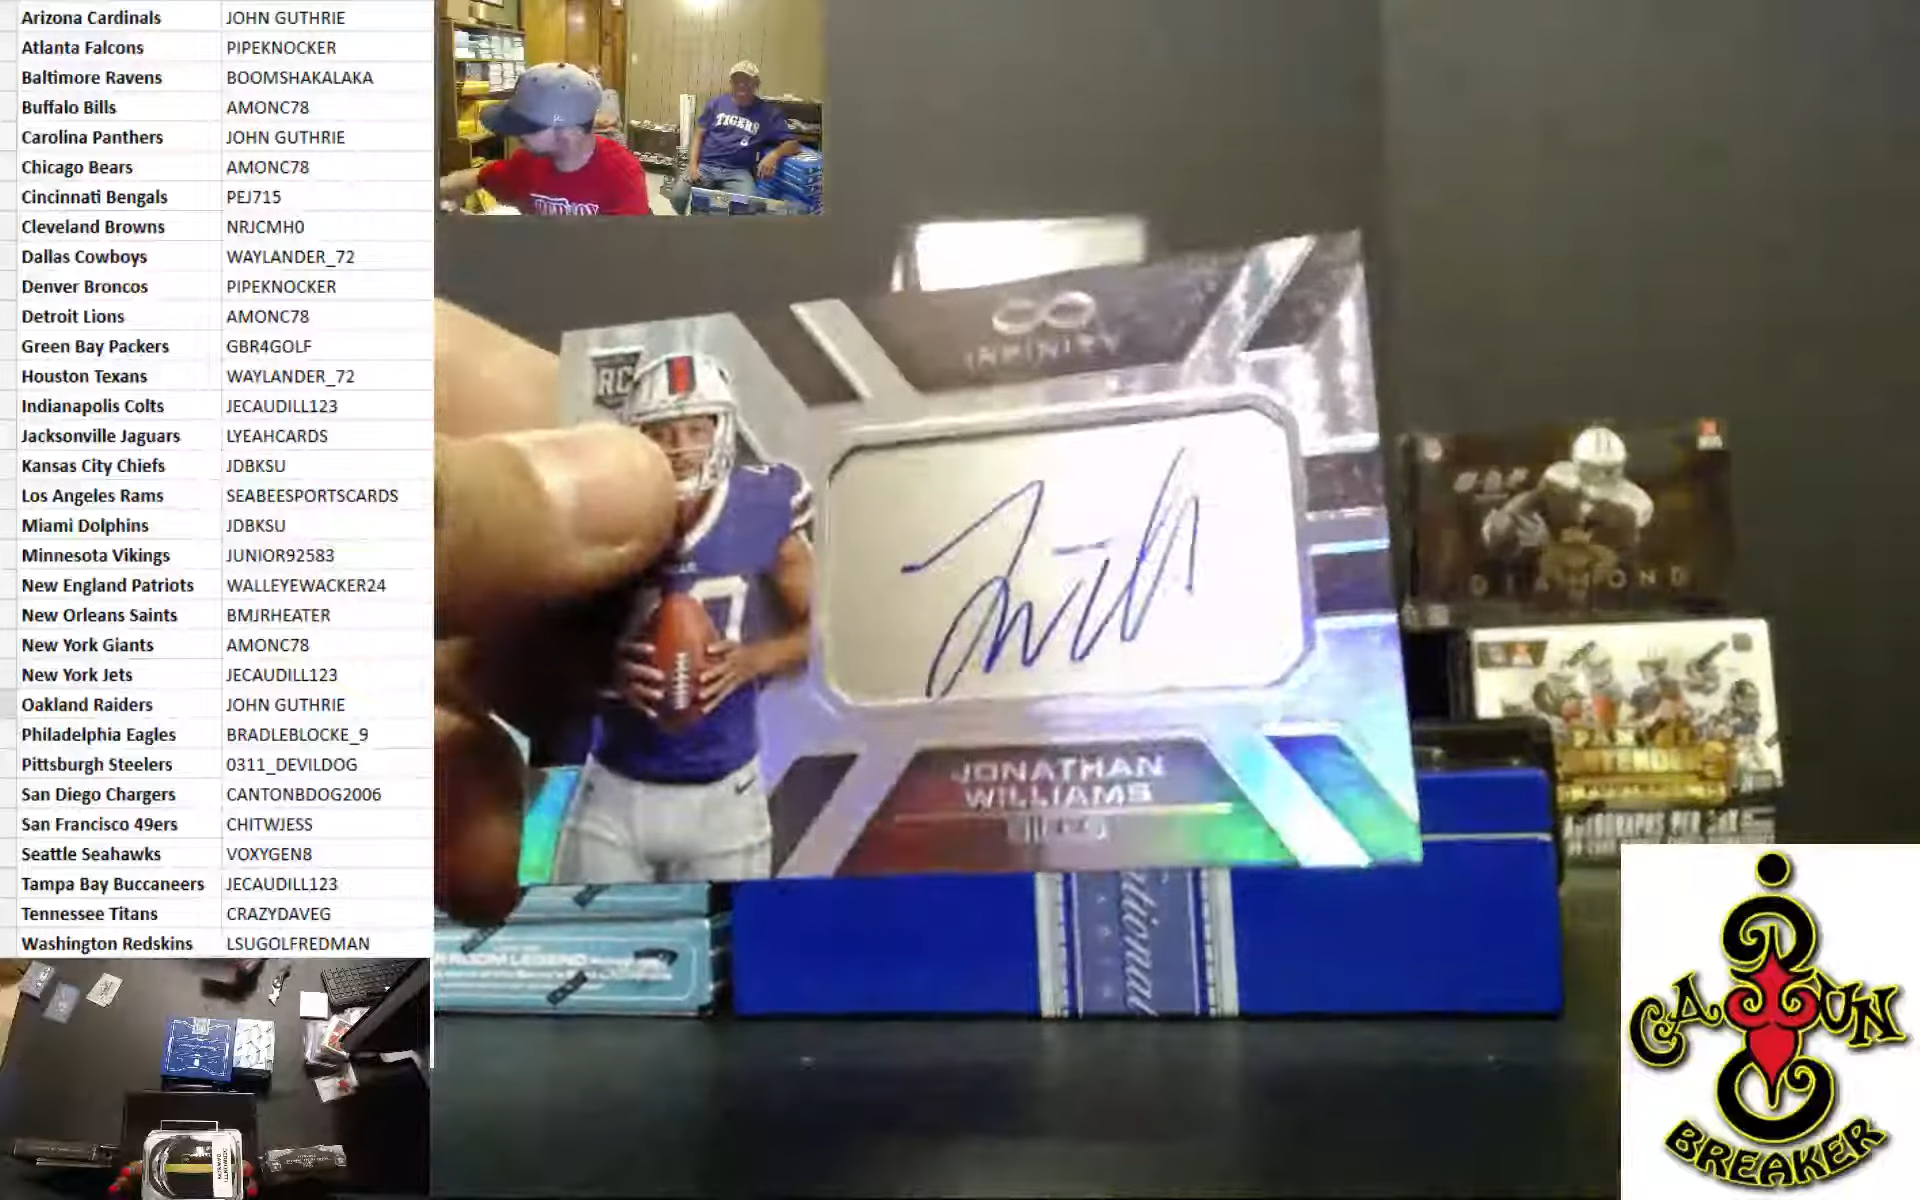 Arizona Cardinals JOHN GUTHRIE
Atlanta Falcons PIPEKNOCKER
Baltimore Ravens BOOMSHAKALAKA
Buffalo Bills AMONC78
Carolina Panthers JOHN GUTHRIE
Chicago Bears AMONC78
Cincinnati Bengals PEJ715
Cleveland Browns NRJCMH0
Dallas Cowboys WAYLANDER_72
Denver Broncos PIPEKNOCKER
Detroit Lions AMONC78
Green Bay Packers GBR4GOLF
Houston Texans WAYLANDER_72
Indianapolis Colts JECAUDILL123
Jacksonville Jaguars LYEAHCARDS
Kansas City Chiefs JDBKSU
Los Angeles Rams SEABEESPORTSCARDS
Miami Dolphins JDBKSU
Minnesota Vikings JUNIOR92583
New England Patriots WALLEYEWACKER24
New Orleans Saints BMJRHEATER
New York Giants AMONC78
New York Jets JECAUDILL123
Oakland Raiders JOHN GUTHRIE
Philadelphia Eagles BRADLEBLOCKE_9
Pittsburgh Steelers 0311_DEVILDOG
San Diego Chargers CANTONBDOG2006
San Francisco 49ers CHITWJESS
Seattle Seahawks VOXYGEN8
Tampa Bay Buccaneers JECAUDILL123
Tennessee Titans CRAZYDAVEG
Washington Redskins LSUGOLFREDMAN
TIGERS
RED SOX
INFINITY
RC
JONATHAN
WILLIAMS
BILLS
DIAMOND
AUTOGRAPHS PER
LEGEND
CAJUN
BREAKER